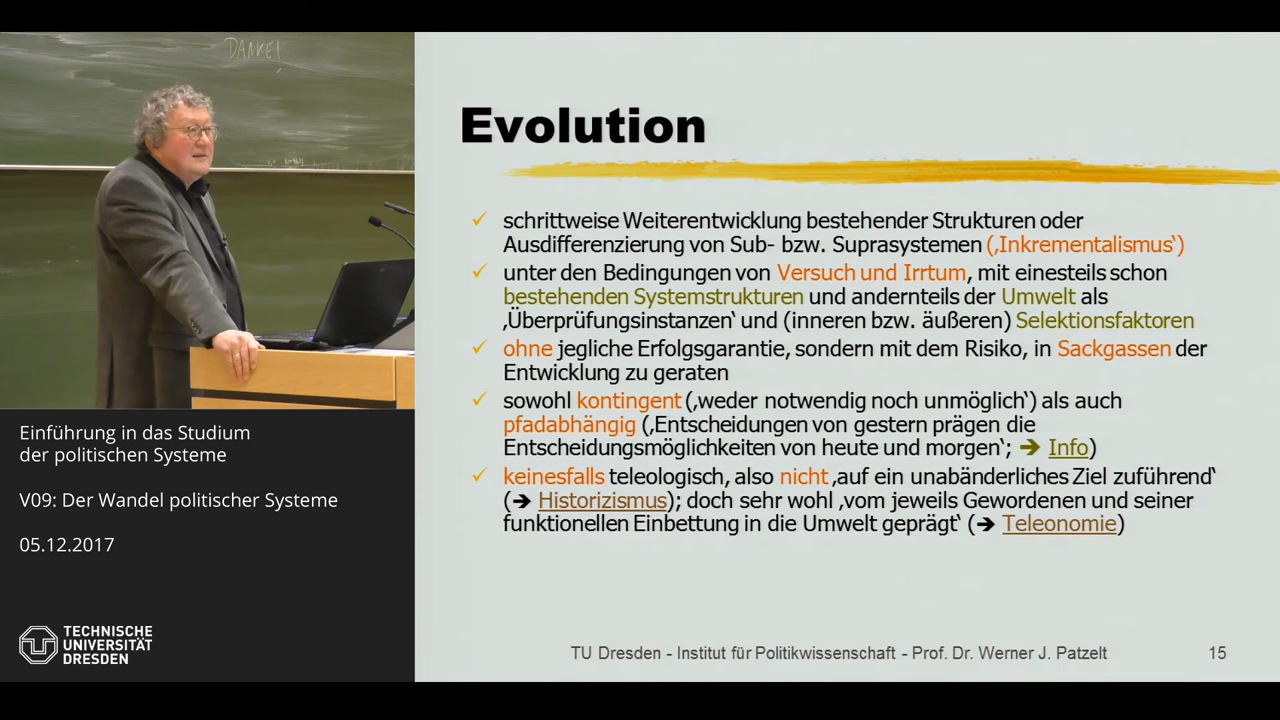 DANKE!
Evolution
✓ schrittweise Weiterentwicklung bestehender Strukturen oder
Ausdifferenzierung von Sub- bzw. Suprasystemen (‚Inkrementalismus‘)
✓ unter den Bedingungen von Versuch und Irrtum, mit einesteils schon
bestehenden Systemstrukturen und andernteils der Umwelt als
‚Überprüfungsinstanzen‘ und (inneren bzw. äußeren) Selektionsfaktoren
✓ ohne jegliche Erfolgsgarantie, sondern mit dem Risiko, in Sackgassen der
Entwicklung zu geraten
✓ sowohl kontingent (‚weder notwendig noch unmöglich‘) als auch
pfadabhängig (‚Entscheidungen von gestern prägen die
Entscheidungsmöglichkeiten von heute und morgen‘; ➔ Info)
✓ keinesfalls teleologisch, also nicht ‚auf ein unabänderliches Ziel zuführend‘
(➔ Historizismus); doch sehr wohl ‚vom jeweils Gewordenen und seiner
funktionellen Einbettung in die Umwelt geprägt‘ (➔ Teleonomie)
TU Dresden - Institut für Politikwissenschaft - Prof. Dr. Werner J. Patzelt
15
Einführung in das Studium
der politischen Systeme
V09: Der Wandel politischer Systeme
05.12.2017
TECHNISCHE
UNIVERSITÄT
DRESDEN